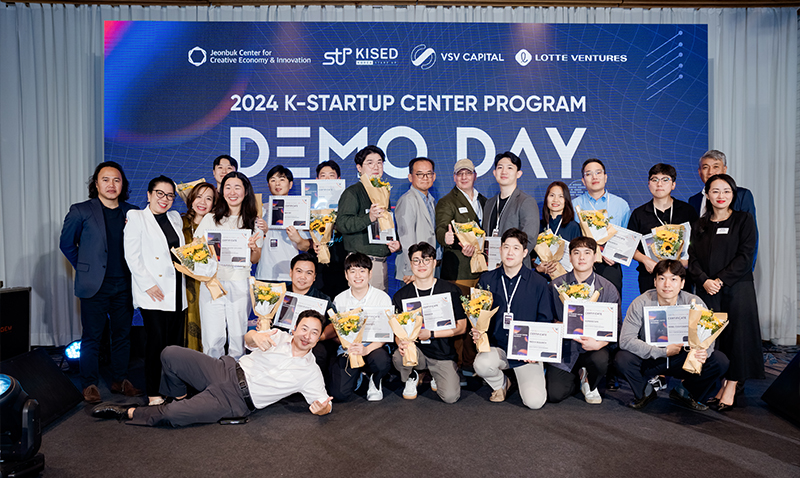 Jeonbuk Center for
Creative Economy & Innovation
KISED
VSV CAPITAL
LOTTE VENTURES
2024 K-STARTUP CENTER PROGRAM
DEMO DAY